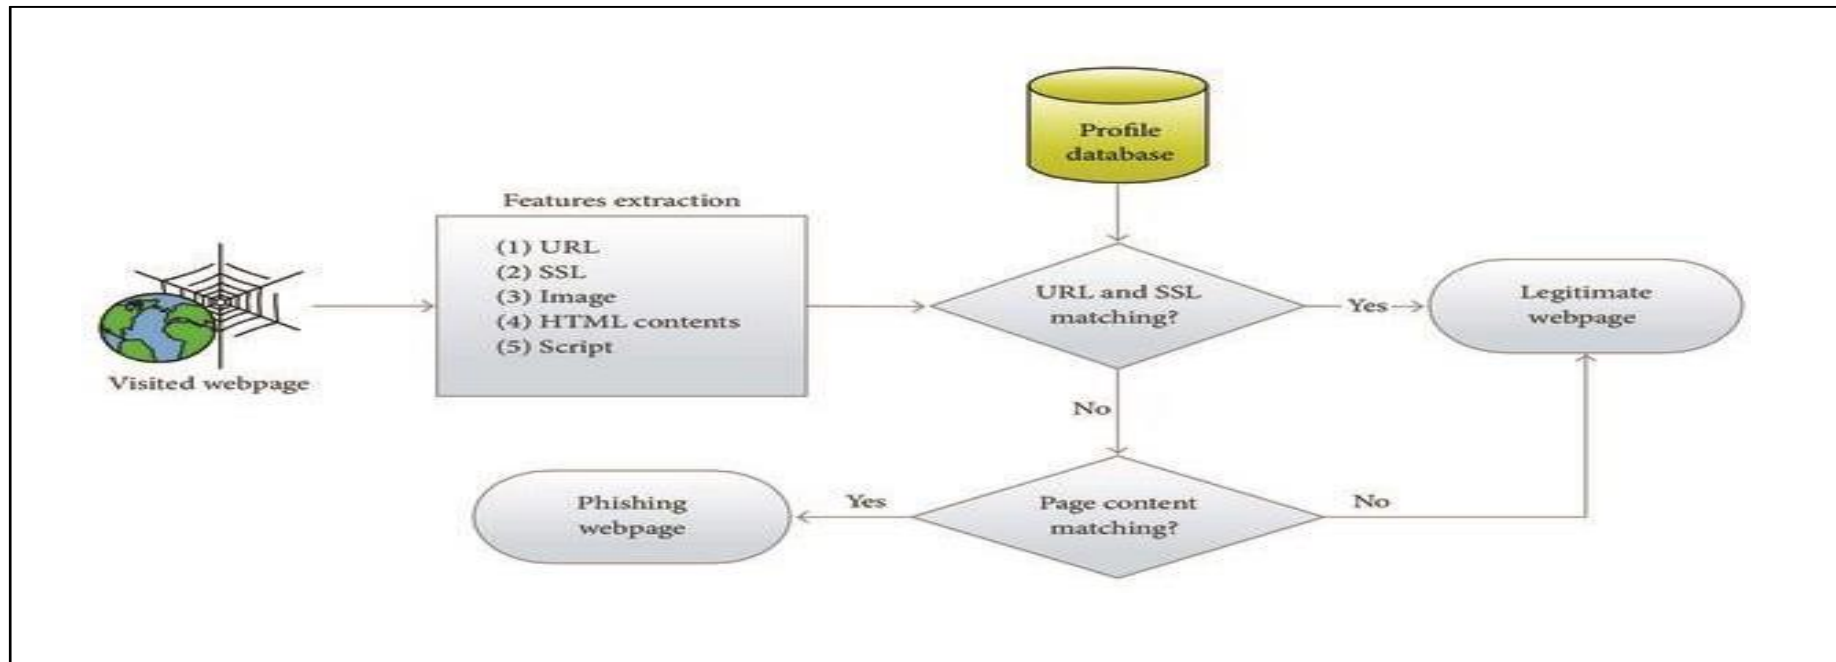 Profile
database
Features extraction
(1) URL
(2) SSL
(3) Image
(4) HTML contents
(5) Script
Visited webpage
URL and SSL
matching?
Yes
Legitimate
webpage
No
Page content
matching?
Yes
Phishing
webpage
No